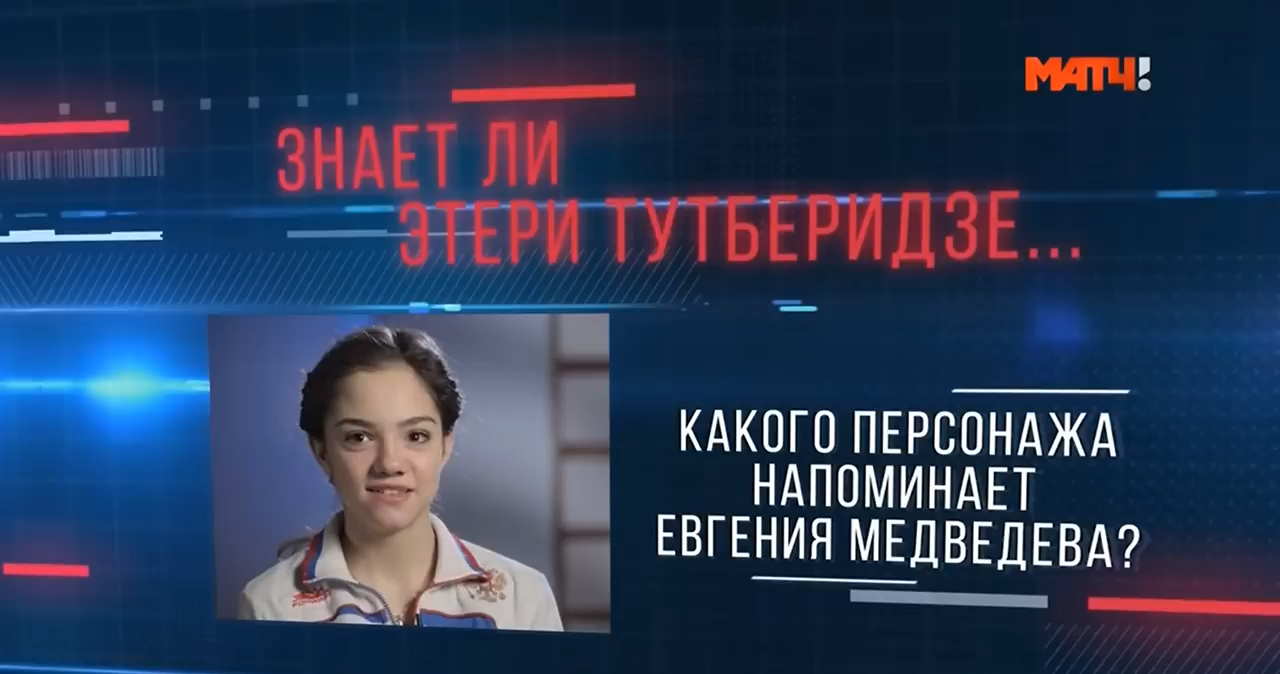 МАТЧ!
ЗНАЕТ ЛИ
ЭТЕРИ ТУТБЕРИДЗЕ...
КАКОГО ПЕРСОНАЖА
НАПОМИНАЕТ
ЕВГЕНИЯ МЕДВЕДЕВА?